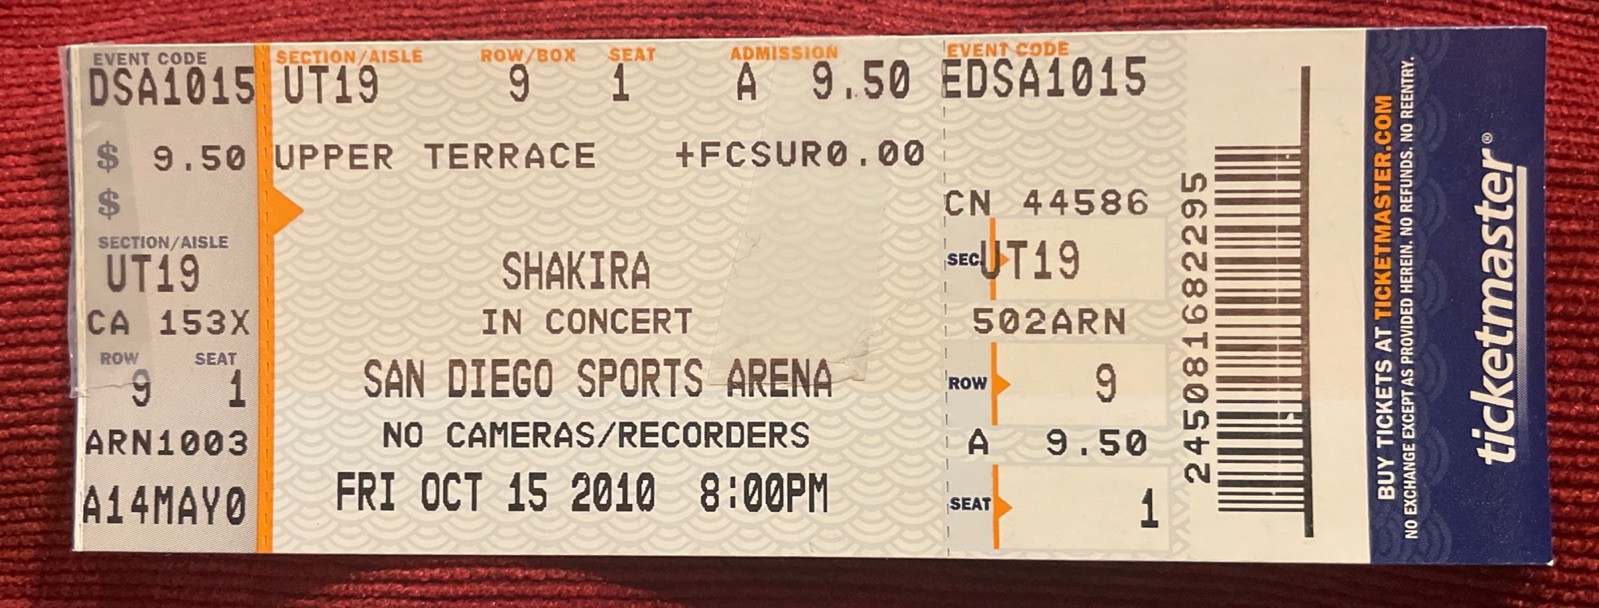 EVENT CODE
DSA1015
$ 9.50
$
SECTION/AISLE
UT19
CA 153X
ROW SEAT
9 1
ARN1003
A14MAY0
SECTION/AISLE ROW/BOX SEAT ADMISSION
UT19 9 1 A 9.50
UPPER TERRACE +FCSUR0.00
SHAKIRA
IN CONCERT
SAN DIEGO SPORTS ARENA
NO CAMERAS/RECORDERS
FRI OCT 15 2010 8:00PM
EVENT CODE
EDSA1015
CN 44586
SEC. UT19
502ARN
ROW 9
A 9.50
SEAT 1
2450816822295
BUY TICKETS AT TICKETMASTER.COM
NO EXCHANGE EXCEPT AS PROVIDED HEREIN. NO REFUNDS. NO REENTRY.
ticketmaster®